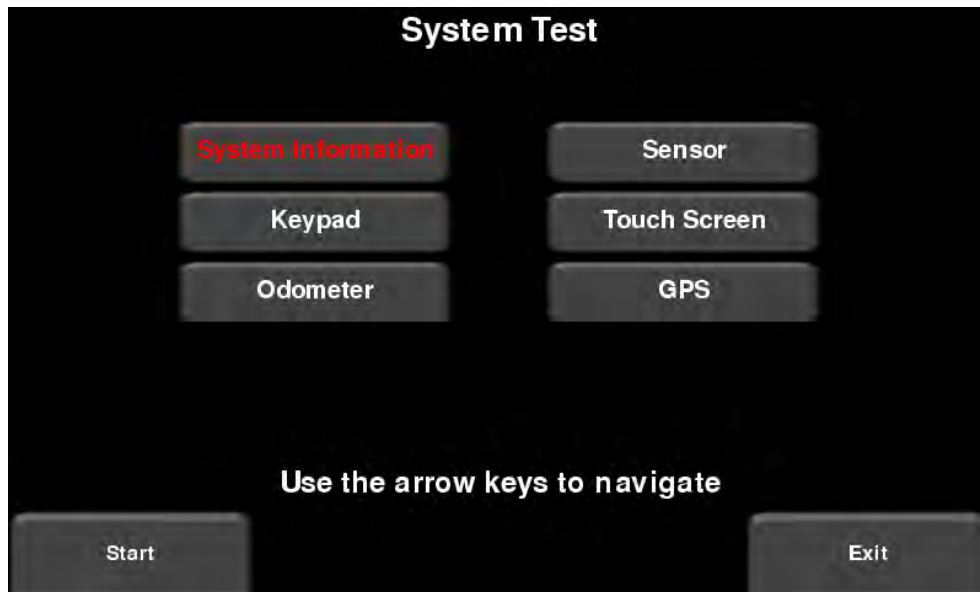 System Test
System Information
Sensor
Keypad
Touch Screen
Odometer
GPS
Use the arrow keys to navigate
Start
Exit